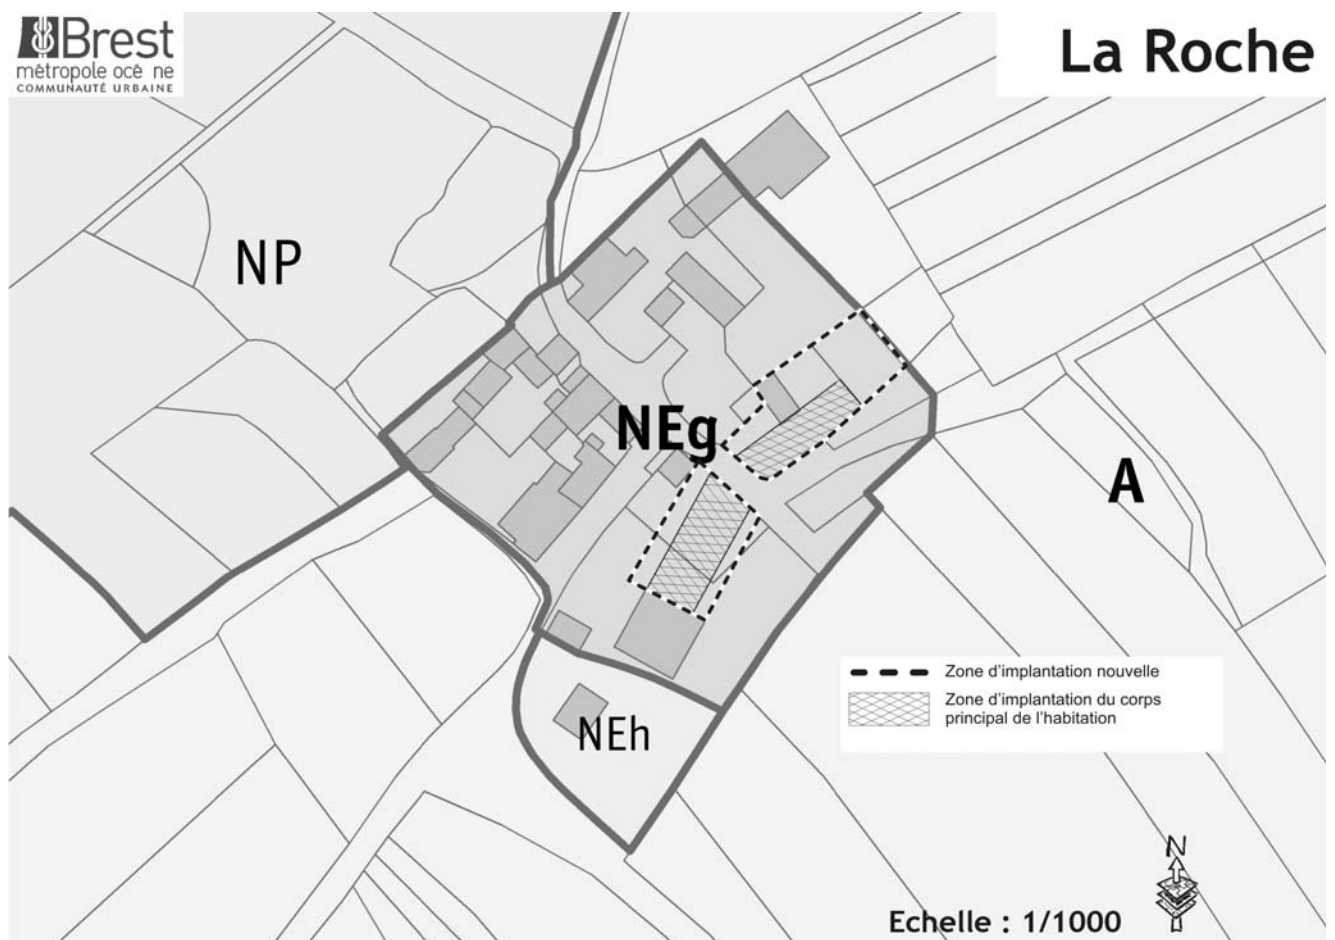 Brest
métropole océ ne
COMMUNAUTÉ URBAINE
La Roche
NP
NEg
A
Zone d'implantation nouvelle
Zone d'implantation du corps
principal de l'habitation
NEh
N
Echelle : 1/1000